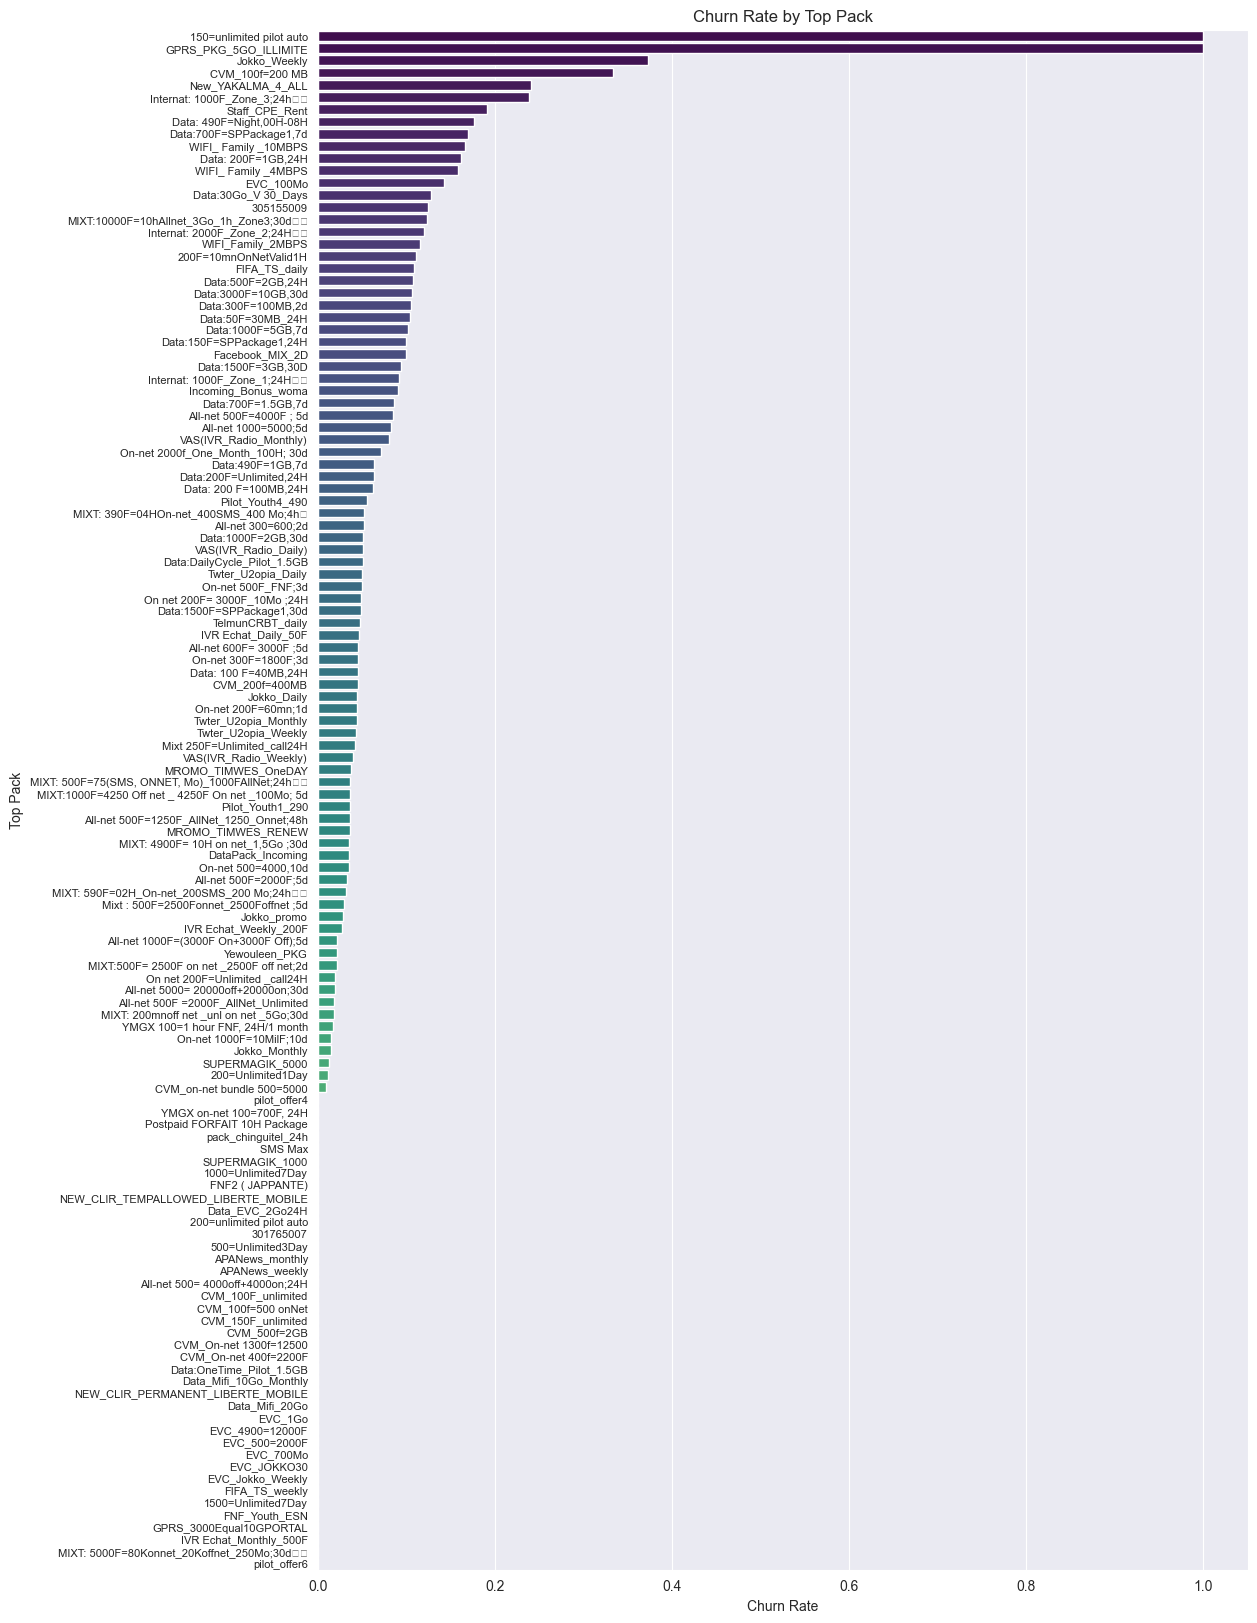 Churn Rate by Top Pack
150=unlimited pilot auto
GPRS_PKG_5GO_ILLIMITE
Jokko_Weekly
CVM_100f=200 MB
New_YAKALMA_4_ALL
Internat: 1000F_Zone_3;24h
Staff_CPE_Rent
Data: 490F=Night,00H-08H
Data:700F=SPPackage1,7d
WIFI_ Family _10MBPS
Data: 200F=1GB,24H
WIFI_ Family _4MBPS
EVC_100Mo
Data:30Go_V 30_Days
305155009
MIXT:10000F=10hAllnet_3Go_1h_Zone3;30d
Internat: 2000F_Zone_2;24H
WIFI_Family_2MBPS
200F=10mnOnNetValid1H
FIFA_TS_daily
Data:500F=2GB,24H
Data:3000F=10GB,30d
Data:300F=100MB,2d
Data:50F=30MB_24H
Data:1000F=5GB,7d
Data:150F=SPPackage1,24H
Facebook_MIX_2D
Data:1500F=3GB,30D
Internat: 1000F_Zone_1;24H
Incoming_Bonus_woma
Data:700F=1.5GB,7d
All-net 500F=4000F ; 5d
All-net 1000=5000;5d
VAS(IVR_Radio_Monthly)
On-net 2000f_One_Month_100H; 30d
Data:490F=1GB,7d
Data:200F=Unlimited,24H
Data: 200 F=100MB,24H
Pilot_Youth4_490
MIXT: 390F=04HOn-net_400SMS_400 Mo;4h
All-net 300=600;2d
Data:1000F=2GB,30d
VAS(IVR_Radio_Daily)
Data:DailyCycle_Pilot_1.5GB
Twter_U2opia_Daily
On-net 500F_FNF;3d
On net 200F= 3000F_10Mo ;24H
Data:1500F=SPPackage1,30d
TelmunCRBT_daily
IVR Echat_Daily_50F
All-net 600F= 3000F ;5d
On-net 300F=1800F;3d
Data: 100 F=40MB,24H
CVM_200f=400MB
Jokko_Daily
On-net 200F=60mn;1d
Twter_U2opia_Monthly
Twter_U2opia_Weekly
Mixt 250F=Unlimited_call24H
VAS(IVR_Radio_Weekly)
MROMO_TIMWES_OneDAY
MIXT: 500F=75(SMS, ONNET, Mo)_1000FAllNet;24h
MIXT:1000F=4250 Off net _ 4250F On net _100Mo; 5d
Pilot_Youth1_290
All-net 500F=1250F_AllNet_1250_Onnet;48h
MROMO_TIMWES_RENEW
MIXT: 4900F= 10H on net_1,5Go ;30d
DataPack_Incoming
On-net 500=4000,10d
All-net 500F=2000F;5d
MIXT: 590F=02H_On-net_200SMS_200 Mo;24h
Mixt : 500F=2500Fonnet_2500Foffnet ;5d
Jokko_promo
IVR Echat_Weekly_200F
All-net 1000F=(3000F On+3000F Off);5d
Yewouleen_PKG
MIXT:500F= 2500F on net _2500F off net;2d
On net 200F=Unlimited _call24H
All-net 5000= 20000off+20000on;30d
All-net 500F =2000F_AllNet_Unlimited
MIXT: 200mnoff net _unl on net _5Go;30d
YMGX 100=1 hour FNF, 24H/1 month
On-net 1000F=10MilF;10d
Jokko_Monthly
SUPERMAGIK_5000
200=Unlimited1Day
CVM_on-net bundle 500=5000
pilot_offer4
YMGX on-net 100=700F, 24H
Postpaid FORFAIT 10H Package
pack_chinguitel_24h
SMS Max
SUPERMAGIK_1000
1000=Unlimited7Day
FNF2 ( JAPPANTE)
NEW_CLIR_TEMPALLOWED_LIBERTE_MOBILE
Data_EVC_2Go24H
200=unlimited pilot auto
301765007
500=Unlimited3Day
APANews_monthly
APANews_weekly
All-net 500= 4000off+4000on;24H
CVM_100F_unlimited
CVM_100f=500 onNet
CVM_150F_unlimited
CVM_500f=2GB
CVM_On-net 1300f=12500
CVM_On-net 400f=2200F
Data:OneTime_Pilot_1.5GB
Data_Mifi_10Go_Monthly
NEW_CLIR_PERMANENT_LIBERTE_MOBILE
Data_Mifi_20Go
EVC_1Go
EVC_4900=12000F
EVC_500=2000F
EVC_700Mo
EVC_JOKKO30
EVC_Jokko_Weekly
FIFA_TS_weekly
1500=Unlimited7Day
FNF_Youth_ESN
GPRS_3000Equal10GPORTAL
IVR Echat_Monthly_500F
MIXT: 5000F=80Konnet_20Koffnet_250Mo;30d
pilot_offer6
Top Pack
0.0 0.2 0.4 0.6 0.8 1.0
Churn Rate